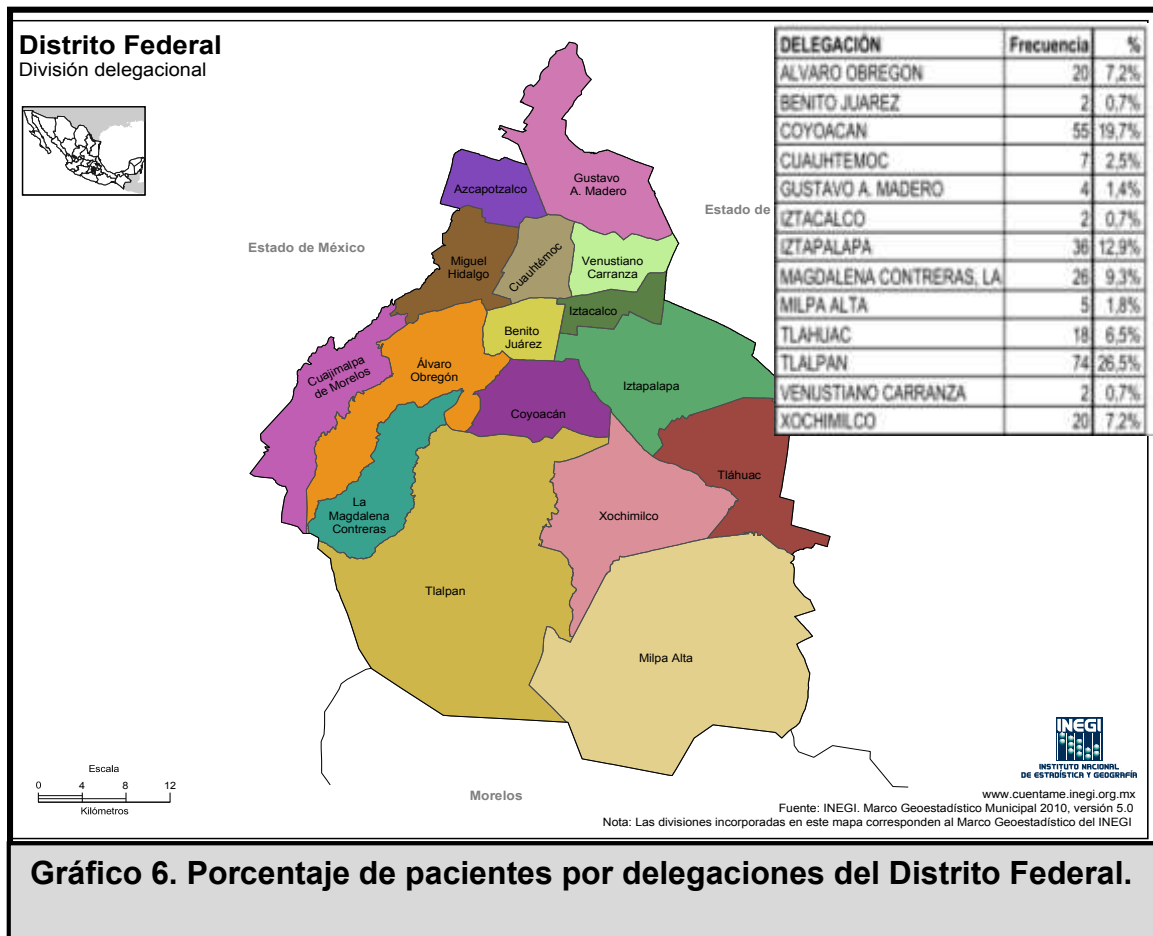 Distrito Federal
División delegacional
DELEGACIÓN Frecuencia %
ALVARO OBREGON 20 7,2%
BENITO JUAREZ 2 0,7%
COYOACAN 55 19,7%
CUAUHTEMOC 7 2,5%
GUSTAVO A. MADERO 4 1,4%
IZTACALCO 2 0,7%
IZTAPALAPA 36 12,9%
MAGDALENA CONTRERAS, LA 26 9,3%
MILPA ALTA 5 1,8%
TLAHUAC 18 6,5%
TLALPAN 74 26,5%
VENUSTIANO CARRANZA 2 0,7%
XOCHIMILCO 20 7,2%
Gustavo
A. Madero
Azcapotzalco
Estado de
Estado de México
Miguel
Hidalgo
Cuauhtémoc
Venustiano
Carranza
Iztacalco
Benito
Juárez
Cuajimalpa
de Morelos
Álvaro
Obregón
Iztapalapa
Coyoacán
Tláhuac
La
Magdalena
Contreras
Xochimilco
Tlalpan
Milpa Alta
Morelos
Escala
0 4 8 12
Kilómetros
INEGI
INSTITUTO NACIONAL
DE ESTADÍSTICA Y GEOGRAFÍA
www.cuentame.inegi.org.mx
Fuente: INEGI. Marco Geoestadístico Municipal 2010, versión 5.0
Nota: Las divisiones incorporadas en este mapa corresponden al Marco Geoestadístico del INEGI
Gráfico 6. Porcentaje de pacientes por delegaciones del Distrito Federal.